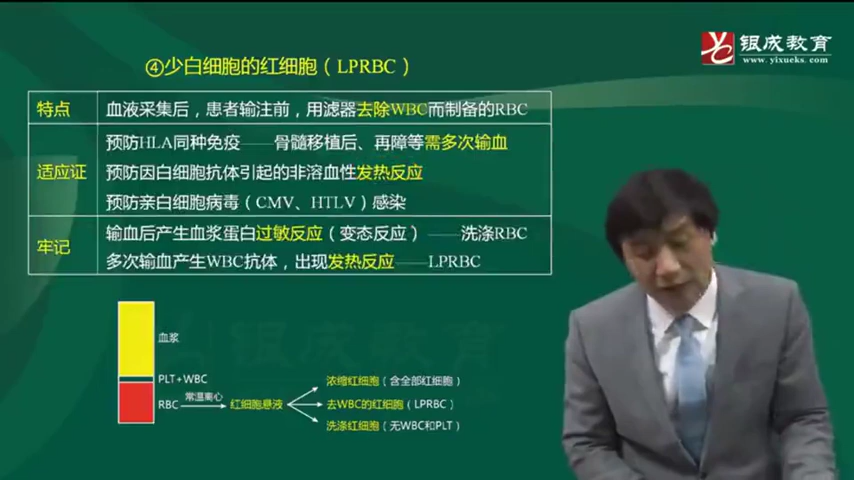 银成教育
www.yixueks.com
④少白细胞的红细胞（LPRBC）
特点
血液采集后，患者输注前，用滤器去除WBC而制备的RBC
适应证
预防HLA同种免疫——骨髓移植后、再障等需多次输血
预防因白细胞抗体引起的非溶血性发热反应
预防亲白细胞病毒（CMV、HTLV）感染
牢记
输血后产生血浆蛋白过敏反应（变态反应）——洗涤RBC
多次输血产生WBC抗体，出现发热反应——LPRBC
银成教育
血浆
PLT+WBC
RBC
常温离心
红细胞悬液
浓缩红细胞（含全部红细胞）
去WBC的红细胞（LPRBC）
洗涤红细胞（无WBC和PLT）